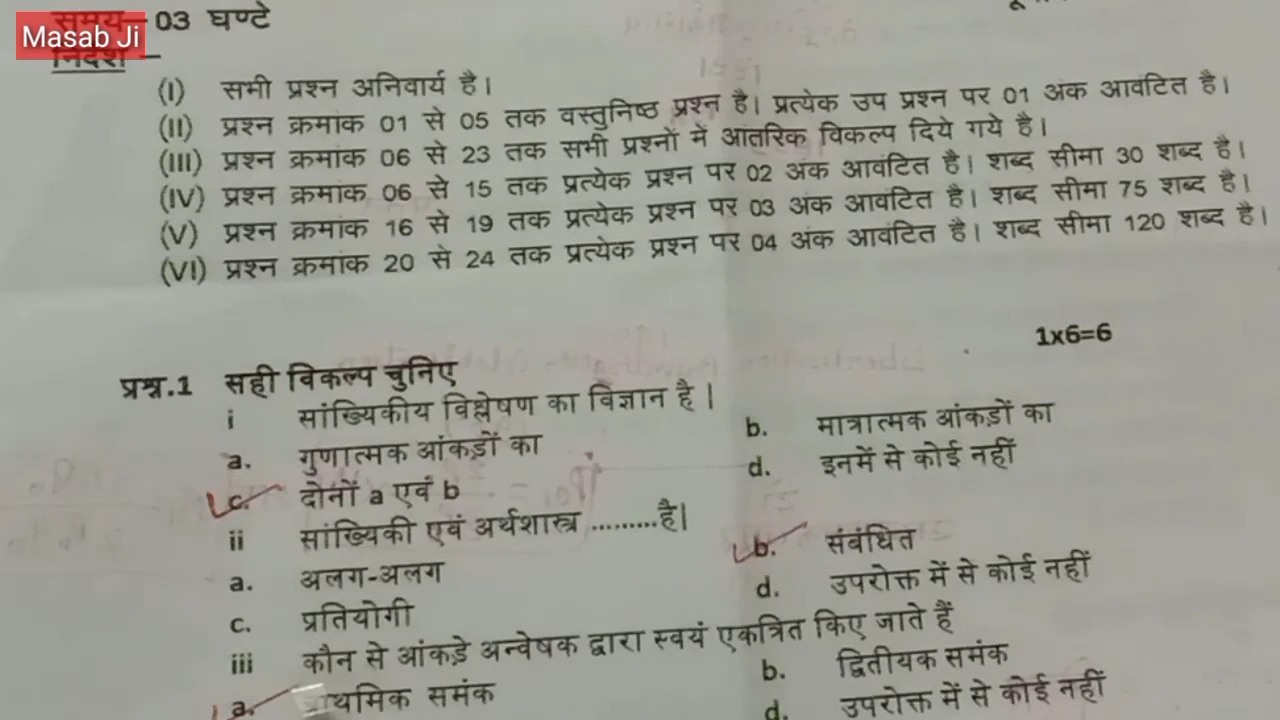 समय– 03 घण्टे
Masab Ji
निर्देश –
(I) सभी प्रश्न अनिवार्य है।
(II) प्रश्न क्रमांक 01 से 05 तक वस्तुनिष्ठ प्रश्न है। प्रत्येक उप प्रश्न पर 01 अंक आवंटित है।
(III) प्रश्न क्रमांक 06 से 23 तक सभी प्रश्नों में आंतरिक विकल्प दिये गये है।
(IV) प्रश्न क्रमांक 06 से 15 तक प्रत्येक प्रश्न पर 02 अंक आवंटित है। शब्द सीमा 30 शब्द है।
(V) प्रश्न क्रमांक 16 से 19 तक प्रत्येक प्रश्न पर 03 अंक आवंटित है। शब्द सीमा 75 शब्द है।
(VI) प्रश्न क्रमांक 20 से 24 तक प्रत्येक प्रश्न पर 04 अंक आवंटित है। शब्द सीमा 120 शब्द है।
1x6=6
प्रश्न.1 सही विकल्प चुनिए
i सांख्यिकीय विश्लेषण का विज्ञान है |
a. गुणात्मक आंकड़ों का b. मात्रात्मक आंकड़ों का
c. दोनों a एवं b d. इनमें से कोई नहीं
ii सांख्यिकी एवं अर्थशास्त्र .........है|
a. अलग-अलग b. संबंधित
c. प्रतियोगी d. उपरोक्त में से कोई नहीं
iii कौन से आंकड़े अन्वेषक द्वारा स्वयं एकत्रित किए जाते हैं
a. प्राथमिक समंक b. द्वितीयक समंक
d. उपरोक्त में से कोई नहीं